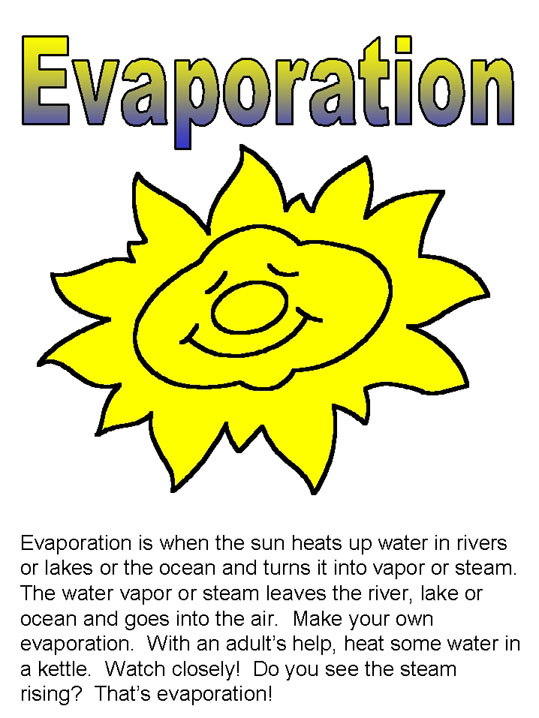 Evaporation
Evaporation is when the sun heats up water in rivers
or lakes or the ocean and turns it into vapor or steam.
The water vapor or steam leaves the river, lake or
ocean and goes into the air.  Make your own
evaporation.  With an adult's help, heat some water in
a kettle.  Watch closely!  Do you see the steam
rising?  That's evaporation!